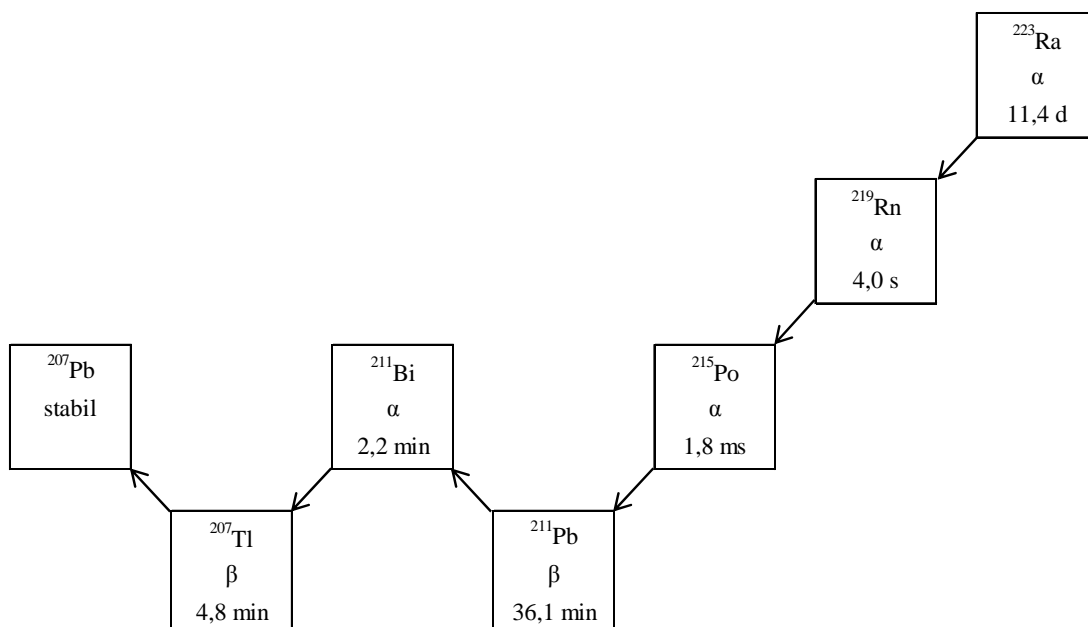 ²²³Ra
α
11,4 d
²¹⁹Rn
α
4,0 s
²⁰⁷Pb
stabil
²¹¹Bi
α
2,2 min
²¹⁵Po
α
1,8 ms
²⁰⁷Tl
β
4,8 min
²¹¹Pb
β
36,1 min